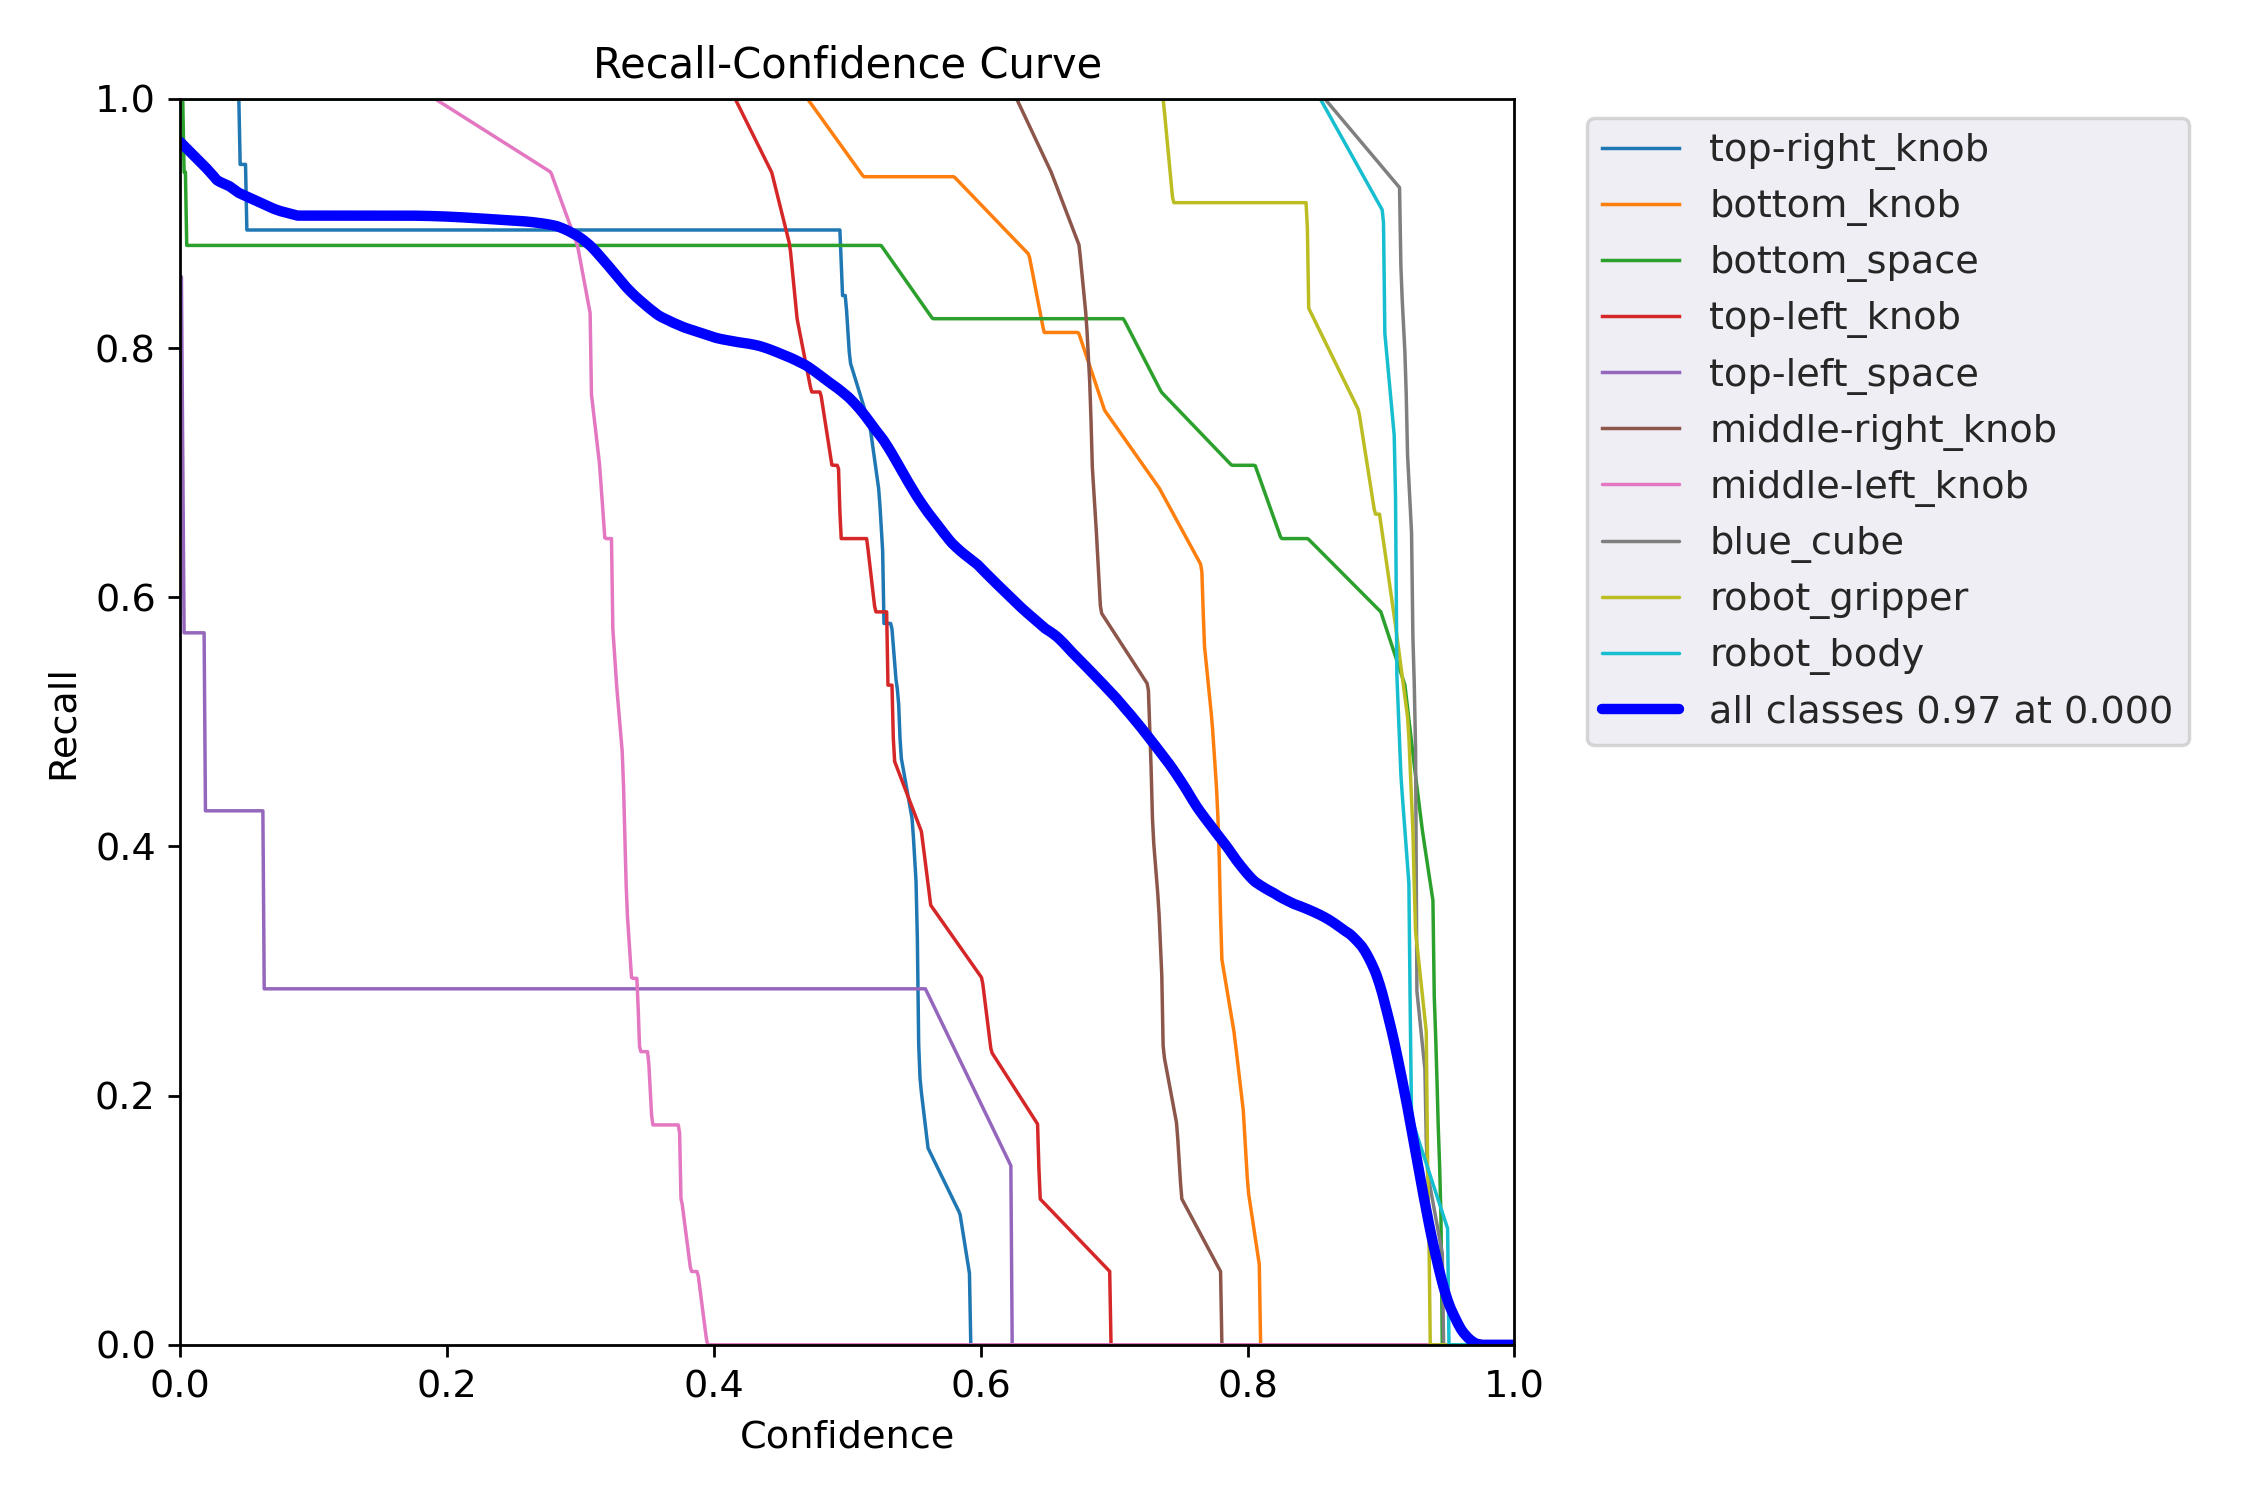 Recall-Confidence Curve
1.0
0.8
0.6
0.4
0.2
0.0
Recall
0.0 0.2 0.4 0.6 0.8 1.0
Confidence
top-right_knob
bottom_knob
bottom_space
top-left_knob
top-left_space
middle-right_knob
middle-left_knob
blue_cube
robot_gripper
robot_body
all classes 0.97 at 0.000